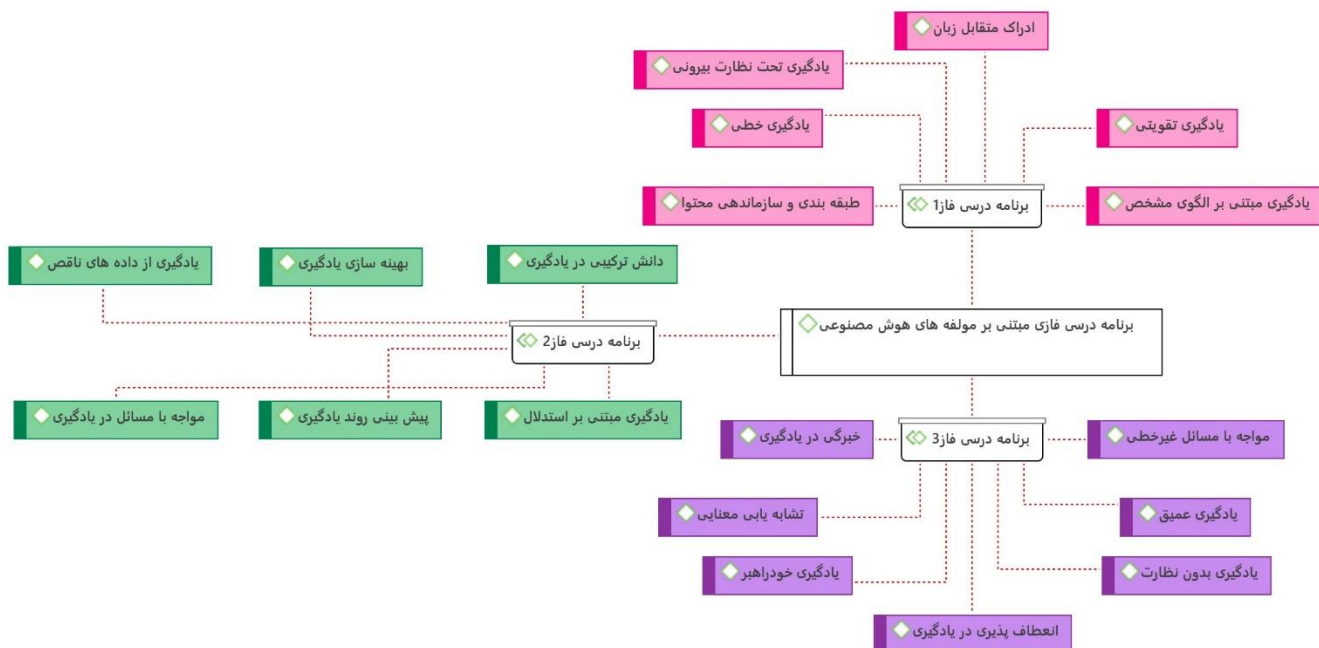 ادراک متقابل زبان
یادگیری تحت نظارت بیرونی
یادگیری خطی
یادگیری تقویتی
طبقه بندی و سازماندهی محتوا
برنامه درسی فاز1
یادگیری مبتنی بر الگوی مشخص
دانش ترکیبی در یادگیری
بهینه سازی یادگیری
یادگیری از داده های ناقص
برنامه درسی فازی مبتنی بر مولفه های هوش مصنوعی
برنامه درسی فاز2
یادگیری مبتنی بر استدلال
پیش بینی روند یادگیری
مواجه با مسائل در یادگیری
برنامه درسی فاز3
خبرگی در یادگیری
مواجه با مسائل غیرخطی
تشابه یابی معنایی
یادگیری عمیق
یادگیری خودراهبر
یادگیری بدون نظارت
انعطاف پذیری در یادگیری